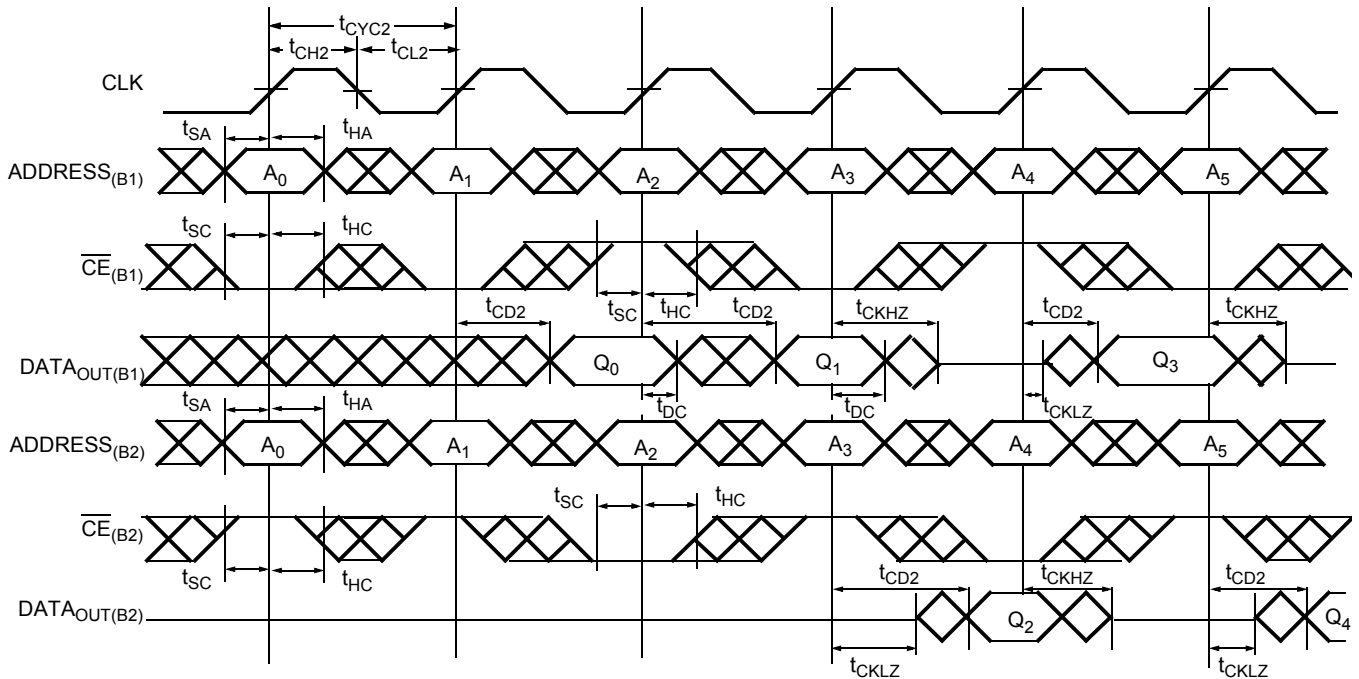 tCYC2
tCH2 tCL2
CLK
tSA tHA
ADDRESS(B1) A0 A1 A2 A3 A4 A5
tSC tHC
CE(B1)
tSC tHC
tCD2 tCD2 tCKHZ tCD2 tCKHZ
DATAOUT(B1) Q0 Q1 Q3
tSA tHA tDC tDC tCKLZ
ADDRESS(B2) A0 A1 A2 A3 A4 A5
tSC tHC
CE(B2)
tSC tHC tCD2 tCKHZ tCD2
DATAOUT(B2) Q2 Q4
tCKLZ tCKLZ